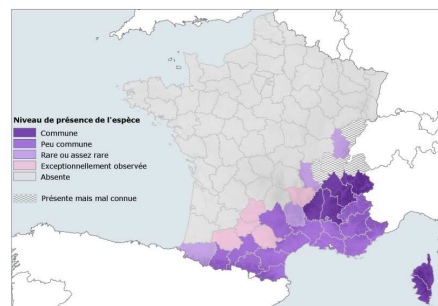 Niveau de présence de l'espèce
Commune
Peu commune
Rare ou assez rare
Exceptionnellement observée
Absente
Présente mais mal connue